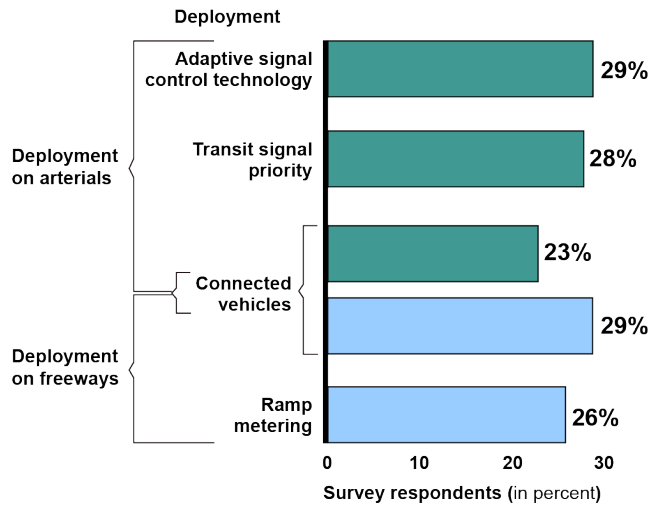 Deployment
Deployment
on arterials
Adaptive signal
control technology
29%
Transit signal
priority
28%
Connected
vehicles
23%
29%
Deployment
on freeways
Ramp
metering
26%
0 10 20 30
Survey respondents (in percent)